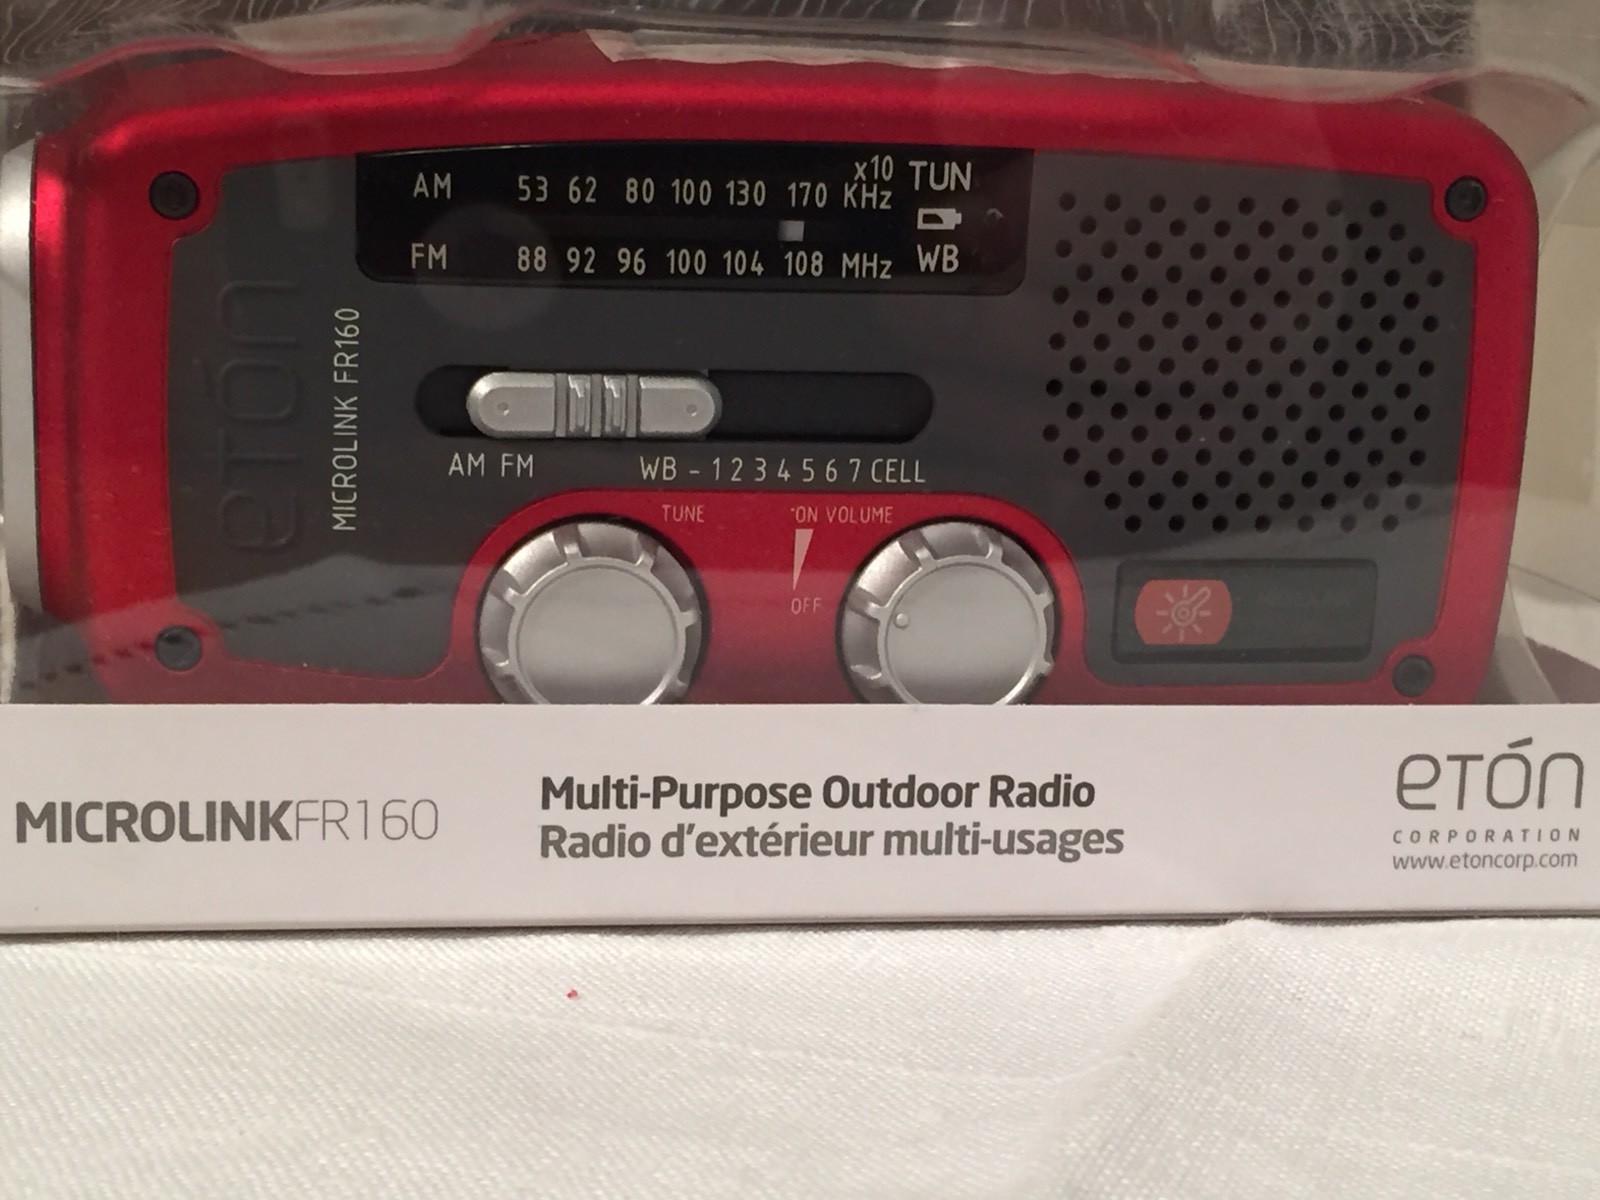 AM 53 62 80 100 130 170 x10 KHz TUN
FM 88 92 96 100 104 108 MHz WB
etón
MICROLINK FR160
AM FM WB - 1 2 3 4 5 6 7 CELL
TUNE
ON VOLUME
OFF
MICROLINKFR160
Multi-Purpose Outdoor Radio
Radio d'extérieur multi-usages
etón
CORPORATION
www.etoncorp.com